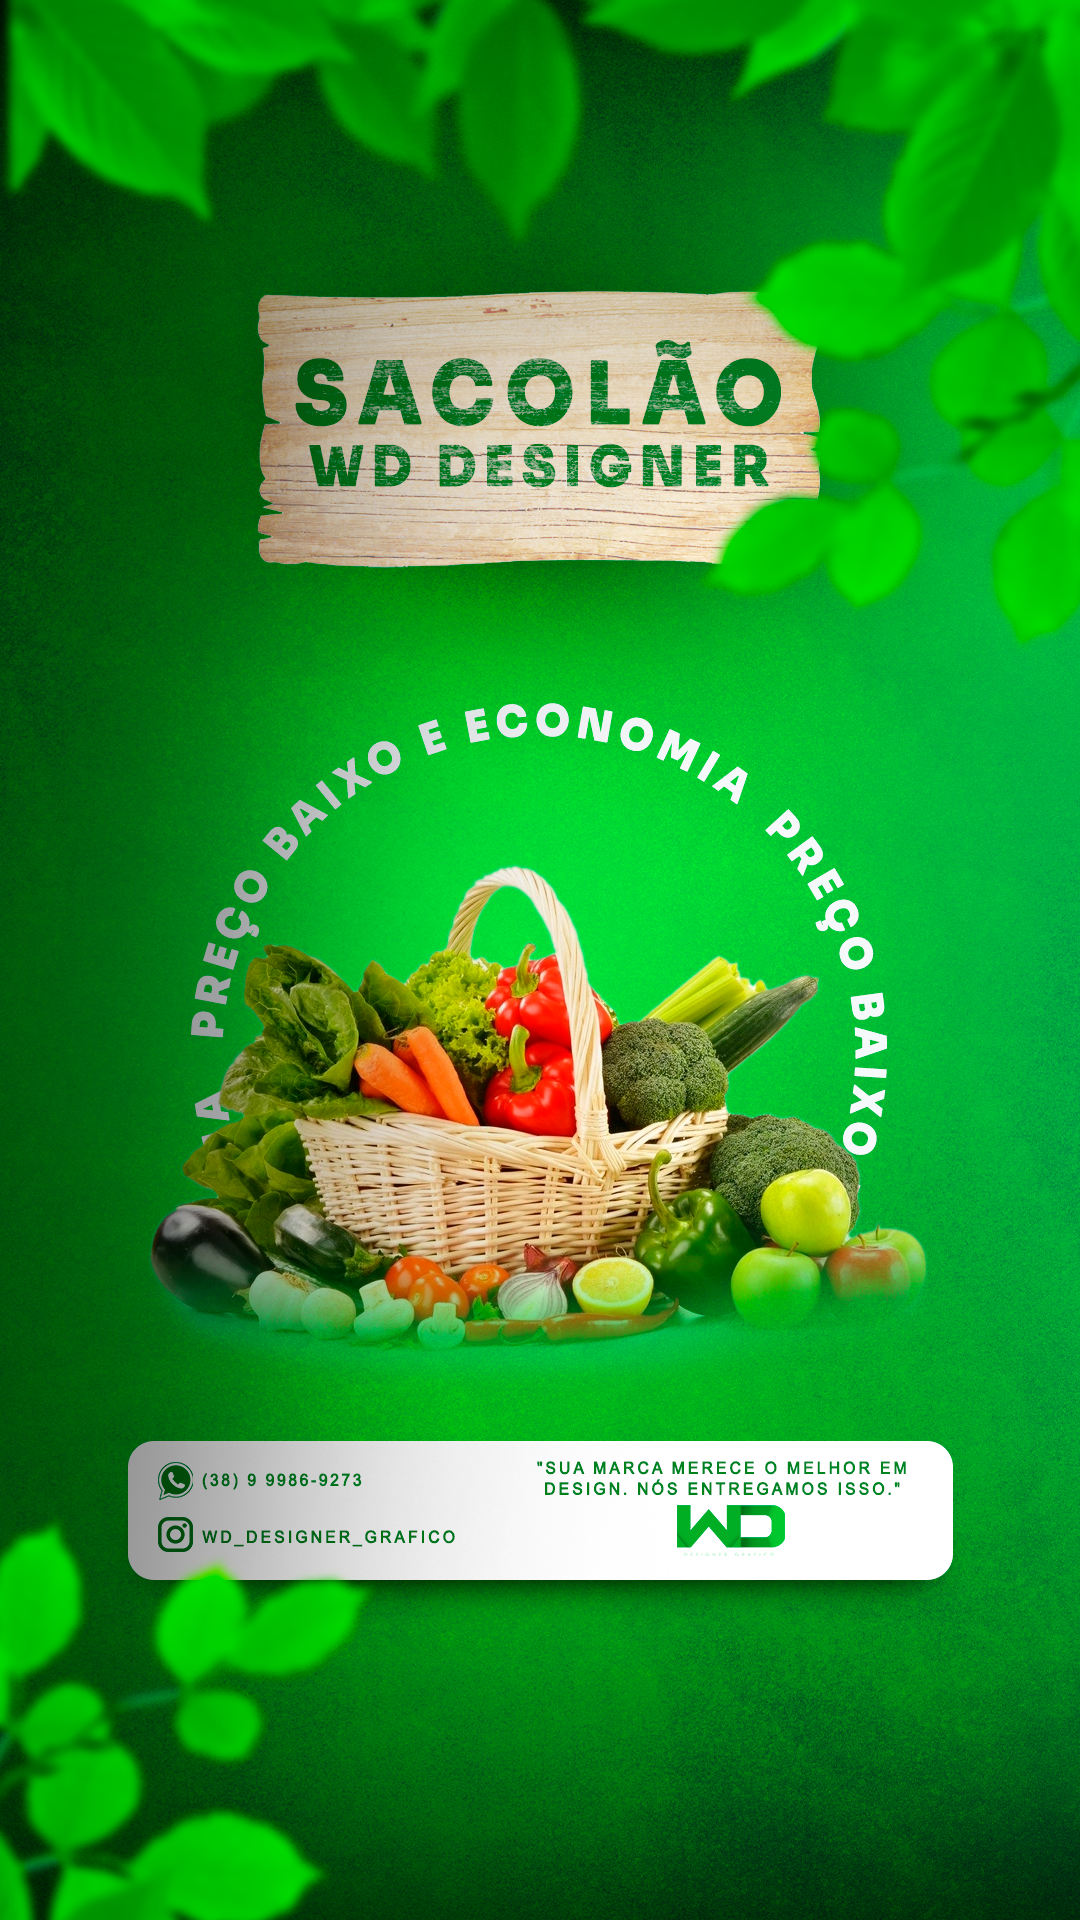 SACOLÃO
WD DESIGNER
A PREÇO BAIXO E ECONOMIA PREÇO BAIXO
(38) 9 9986-9273
WD_DESIGNER_GRAFICO
"SUA MARCA MERECE O MELHOR EM
DESIGN. NÓS ENTREGAMOS ISSO."
WD